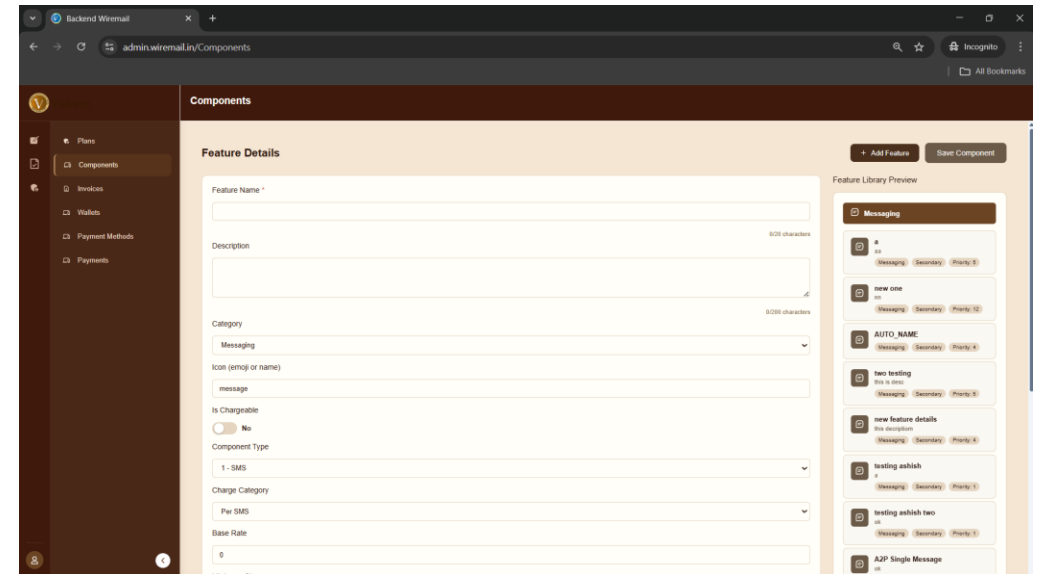 Backend Wiremail
admin.wiremail.in/Components
Incognito
All Bookmarks
Components
Plans
Components
Invoices
Wallets
Payment Methods
Payments
Feature Details
+ Add Feature
Save Component
Feature Name *
0/20 characters
Description
0/200 characters
Category
Messaging
Icon (emoji or name)
message
Is Chargeable
No
Component Type
1 - SMS
Charge Category
Per SMS
Base Rate
0
Feature Library Preview
Messaging
a
aa
Messaging Secondary Priority: 5
new one
nn
Messaging Secondary Priority: 12
AUTO_NAME
Messaging Secondary Priority: 4
two testing
this is desc
Messaging Secondary Priority: 5
new feature details
this decription
Messaging Secondary Priority: 4
testing ashish
a
Messaging Secondary Priority: 1
testing ashish two
Messaging Secondary Priority: 1
A2P Single Message